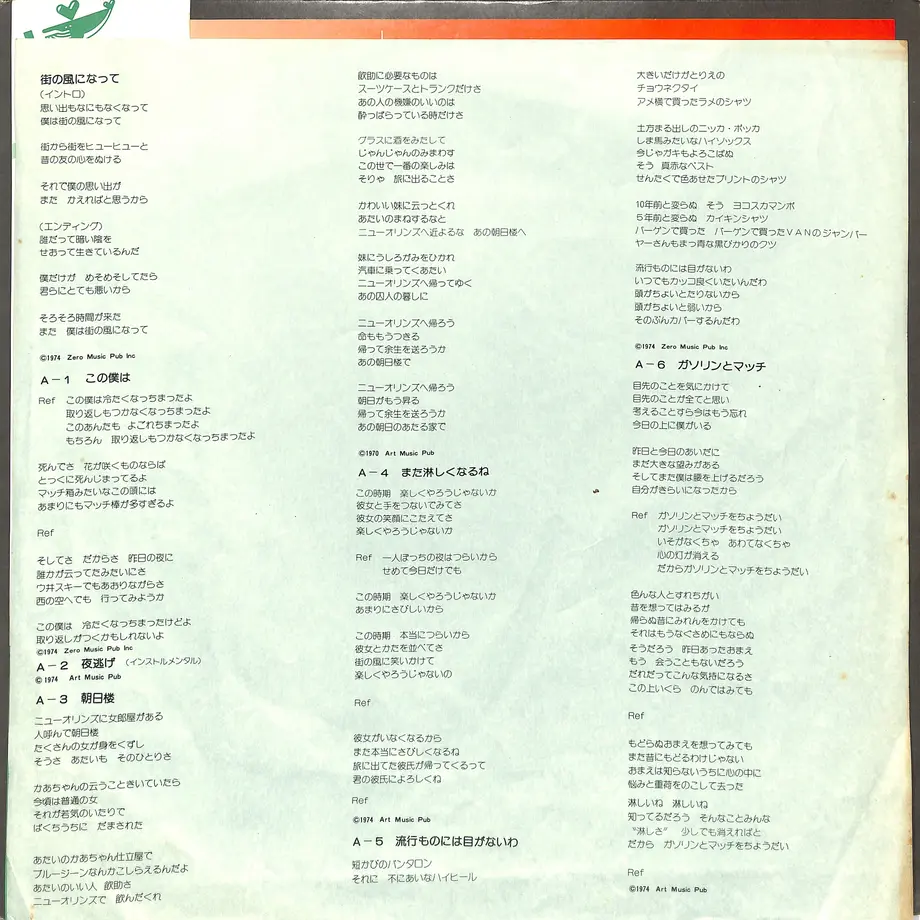 街の風になって
(イントロ)
思い出もなにもなくなって
僕は街の風になって
街から街をヒューヒューと
昔の友の心をぬける
それで僕の思い出が
また かえればと思うから
(エンディング)
誰だって暗い陰を
せおって生きているんだ
僕だけが めそめそしてたら
君らにとても悪いから
そろそろ時間が来た
また 僕は街の風になって
©1974 Zero Music Pub Inc
A-1 この僕は
Ref この僕は冷たくなっちまったよ
取り返しもつかなくなっちまったよ
このあんたも よごれちまったよ
もちろん 取り返しもつかなくなっちまったよ
死んでさ 花が咲くものならば
とっくに死んじまってるよ
マッチ箱みたいなこの頭には
あまりにもマッチ棒が多すぎるよ
Ref
そしてさ だからさ 昨日の夜に
誰かが云ってたみたいにさ
ウ井スキーでもあおりながらさ
西の空へでも 行ってみようか
この僕は 冷たくなっちまったけどよ
取り返しがつくかもしれないよ
©1974 Zero Music Pub Inc
A-2 夜逃げ (インストルメンタル)
©1974 Art Music Pub
A-3 朝日楼
ニューオリンズに女郎屋がある
人呼んで朝日楼
たくさんの女が身をくずし
そうさ あたいも そのひとりさ
かあちゃんの云うこときいていたら
今頃は普通の女
それが若気のいたりで
ばくちうちに だまされた
あたいのかあちゃん仕立屋で
ブルージーンなんかこしらえるんだよ
あたいのいい人 飲助さ
ニューオリンズで 飲んだくれ
飲助に必要なものは
スーツケースとトランクだけさ
あの人の機嫌のいいのは
酔っぱらっている時だけさ
グラスに酒をみたして
じゃんじゃんのみまわす
この世で一番の楽しみは
そりゃ 旅に出ることさ
かわいい妹に云っとくれ
あたいのまねするなと
ニューオリンズへ近よるな あの朝日楼へ
妹にうしろがみをひかれ
汽車に乗ってくあたい
ニューオリンズへ帰ってゆく
あの囚人の暮しに
ニューオリンズへ帰ろう
命ももうつきる
帰って余生を送ろうか
あの朝日楼で
ニューオリンズへ帰ろう
朝日がもう昇る
帰って余生を送ろうか
あの朝日のあたる家で
©1970 Art Music Pub
A-4 また淋しくなるね
この時期 楽しくやろうじゃないか
彼女と手をつないでみてさ
彼女の笑顔にこたえてさ
楽しくやろうじゃないか
Ref 一人ぼっちの夜はつらいから
せめて今日だけでも
この時期 楽しくやろうじゃないか
あまりにさびしいから
この時期 本当につらいから
彼女とかたを並べてさ
街の風に笑いかけて
楽しくやろうじゃないの
Ref
彼女がいなくなるから
また本当にさびしくなるね
旅に出てた彼氏が帰ってくるって
君の彼氏によろしくね
Ref
©1974 Art Music Pub
A-5 流行ものには目がないわ
短かびのパンタロン
それに 不にあいなハイヒール
大きいだけがとりえの
チョウネクタイ
アメ横で買ったラメのシャツ
土方まる出しのニッカ・ポッカ
しま馬みたいなハイソックス
今じゃガキもよろこばぬ
そう 真赤なベスト
せんたくで色あせたプリントのシャツ
10年前と変らぬ そう ヨコスカマンボ
5年前と変らぬ カイキンシャツ
バーゲンで買った バーゲンで買ったVANのジャンパー
ヤーさんもまっ青な黒びかりのクツ
流行ものには目がないわ
いつでもカッコ良くいたいんだわ
頭がちょいとたりないから
頭がちょいと弱いから
そのぶんカバーするんだわ
©1974 Zero Music Pub Inc
A-6 ガソリンとマッチ
目先のことを気にかけて
目先のことが全てと思い
考えることすら今はもう忘れ
今日の上に僕がいる
昨日と今日のあいだに
まだ大きな望みがある
そしてまた僕は腰を上げるだろう
自分がきらいになったから
Ref ガソリンとマッチをちょうだい
ガソリンとマッチをちょうだい
いそがなくちゃ あわてなくちゃ
心の灯が消える
だからガソリンとマッチをちょうだい
色んな人とすれちがい
昔を想ってはみるが
帰らぬ昔にみれんをかけても
それはもうなぐさめにもならぬ
そうだろう 昨日あったおまえ
もう 会うこともないだろう
だれだってこんな気持になるさ
この上いくら のんではみても
Ref
もどらぬおまえを想ってみても
また昔にもどるわけじゃない
おまえは知らないうちに心の中に
悩みと重荷をのこして去った
淋しいね 淋しいね
知ってるだろう そんなことみんな
"淋しさ" 少しでも消えればと
だから ガソリンとマッチをちょうだい
Ref
©1974 Art Music Pub